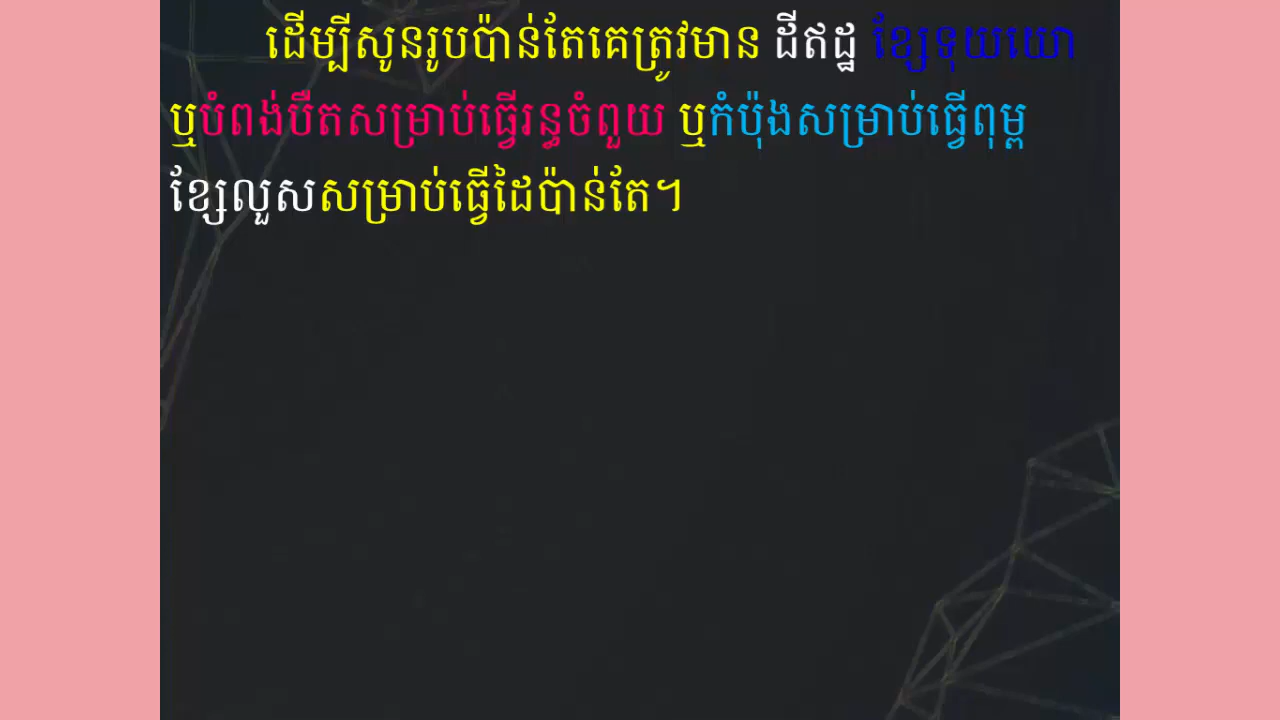 ដើម្បីសូនរូបប៉ាន់តែគេត្រូវមាន ដីឥដ្ឋ ខ្សែទុយយោ
ឬបំពង់បឺតសម្រាប់ធ្វើរន្ធចំពួយ ឬកំប៉ុងសម្រាប់ធ្វើពុម្ព
ខ្សែលួសសម្រាប់ធ្វើដៃប៉ាន់តែ។